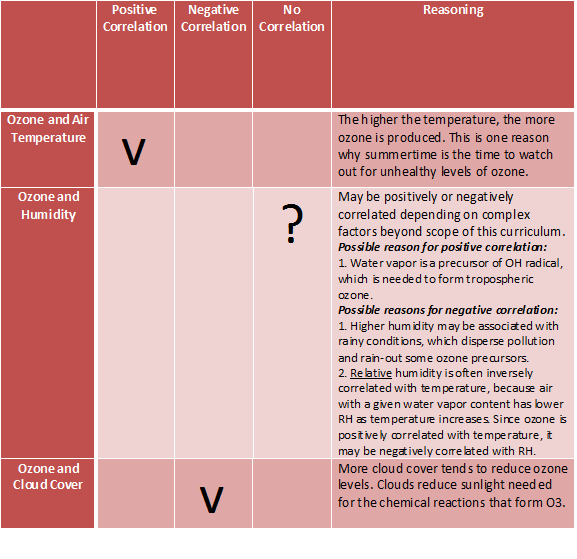 Positive Correlation
Negative Correlation
No Correlation
Reasoning
Ozone and Air
Temperature
v
The higher the temperature, the more
ozone is produced. This is one reason
why summertime is the time to watch
out for unhealthy levels of ozone.
Ozone and
Humidity
?
May be positively or negatively
correlated depending on complex
factors beyond scope of this curriculum.
Possible reason for positive correlation:
1. Water vapor is a precursor of OH radical,
which is needed to form tropospheric
ozone.
Possible reasons for negative correlation:
1. Higher humidity may be associated with
rainy conditions, which disperse pollution
and rain-out some ozone precursors.
2. Relative humidity is often inversely
correlated with temperature, because air
with a given water vapor content has lower
RH as temperature increases. Since ozone is
positively correlated with temperature, it
may be negatively correlated with RH.
Ozone and
Cloud Cover
v
More cloud cover tends to reduce ozone
levels. Clouds reduce sunlight needed
for the chemical reactions that form O3.